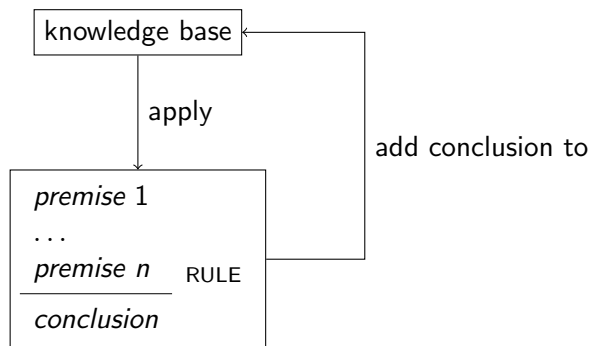 knowledge base
apply
add conclusion to
premise 1
...
premise n
RULE
conclusion